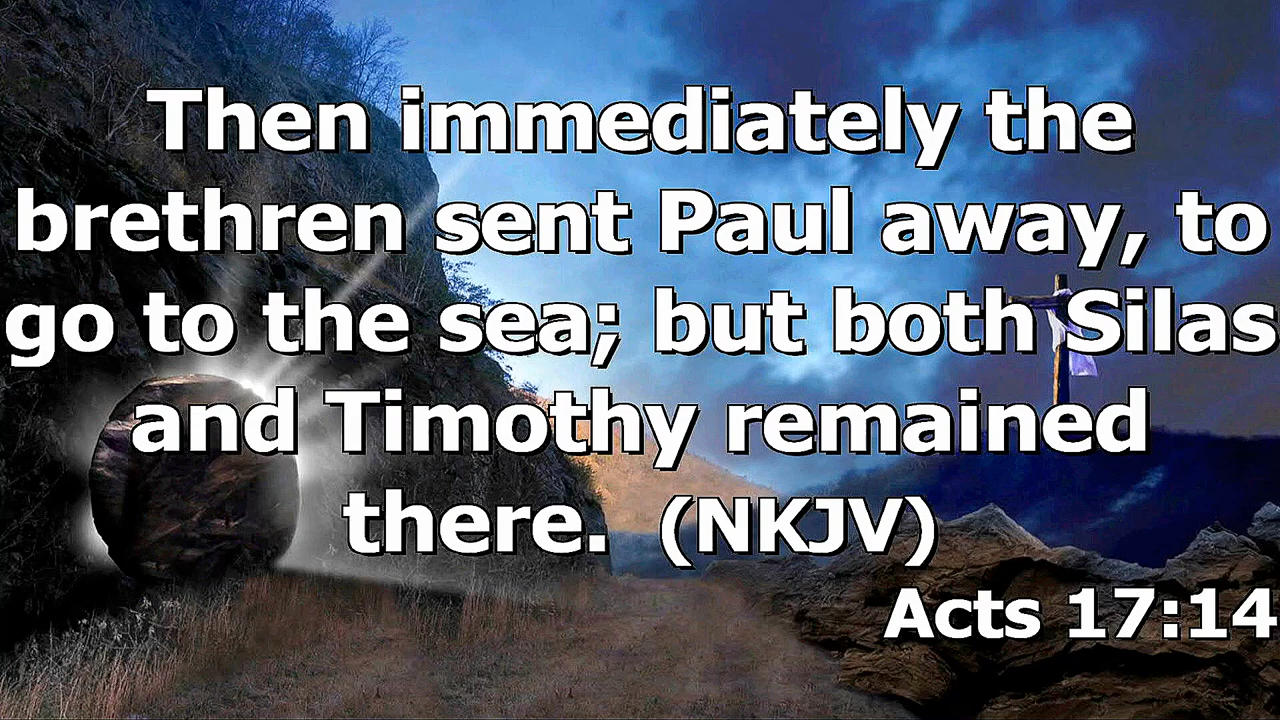 Then immediately the
brethren sent Paul away, to
go to the sea; but both Silas
and Timothy remained
there. (NKJV)
Acts 17:14